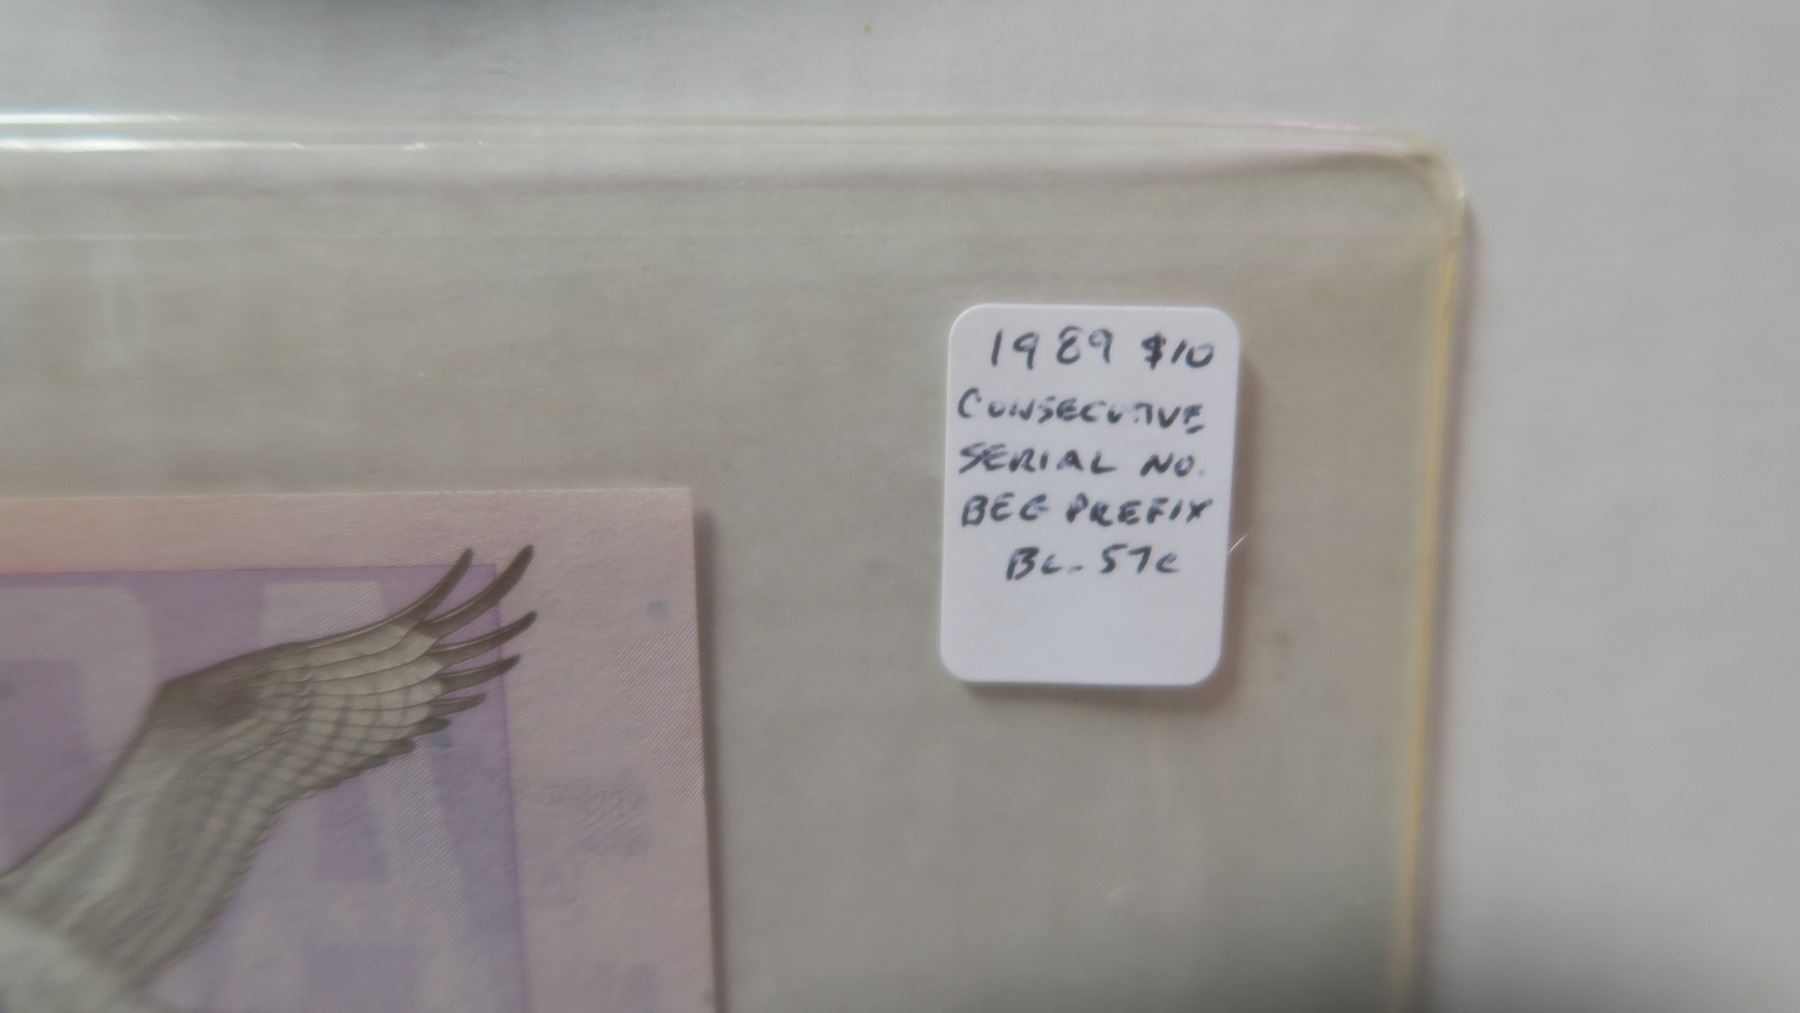 1989 $10
CONSECUTIVE
SERIAL NO.
BEG PREFIX
BC-57c